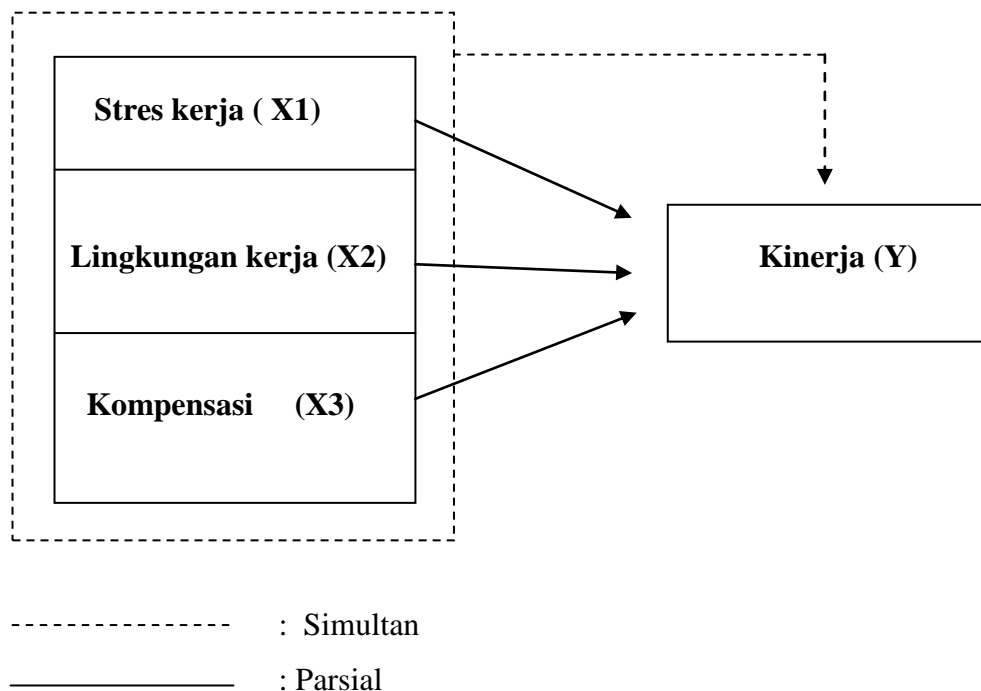 Stres kerja ( X1)
Lingkungan kerja (X2)
Kinerja (Y)
Kompensasi (X3)
: Simultan
: Parsial